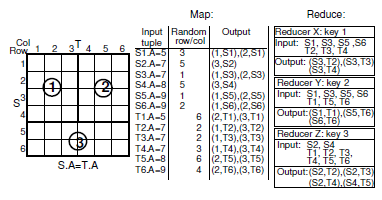 Map:
Reduce:
Col
Row
T
1 2 3 4 5 6
1
2
3
4
5
6
S
1
2
3
S.A=T.A
Input tuple
Random row/col
Output
S1.A=5 3 (1,S1),(2,S1)
S2.A=7 5 (3,S2)
S3.A=7 1 (1,S3),(2,S3)
S4.A=8 5 (3,S4)
S5.A=9 1 (1,S5),(2,S5)
S6.A=9 2 (1,S6),(2,S6)
T1.A=5 6 (2,T1),(3,T1)
T2.A=7 2 (1,T2),(3,T2)
T3.A=7 2 (1,T3),(3,T3)
T4.A=7 3 (1,T4),(3,T4)
T5.A=8 6 (2,T5),(3,T5)
T6.A=9 4 (2,T6),(3,T6)
Reducer X: key 1
Input: S1, S3, S5 ,S6
T2, T3, T4
Output:(S3,T2),(S3,T3)
(S3,T4)
Reducer Y: key 2
Input: S1, S3, S5, S6
T1, T5, T6
Output:(S1,T1),(S5,T6)
(S6,T6)
Reducer Z: key 3
Input: S2, S4
T1, T2, T3,
T4, T5, T6
Output:(S2,T2),(S2,T3)
(S2,T4),(S4,T5)